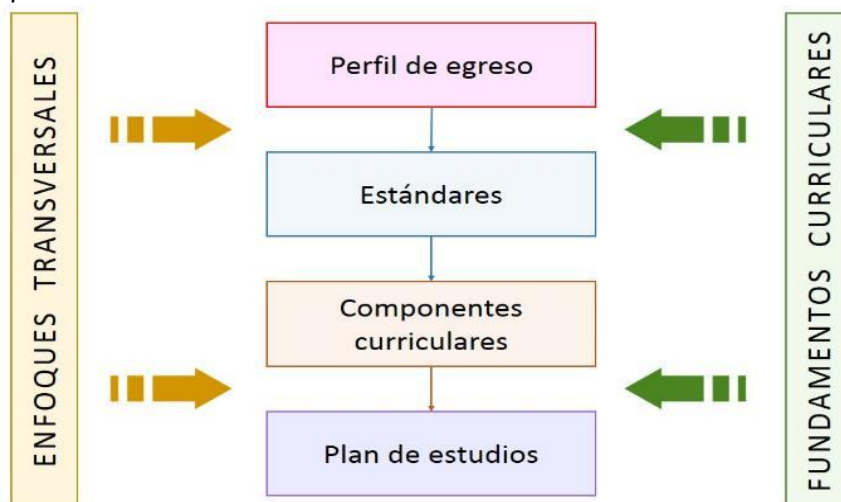 ENFOQUES TRANSVERSALES
Perfil de egreso
Estándares
Componentes
curriculares
Plan de estudios
FUNDAMENTOS CURRICULARES